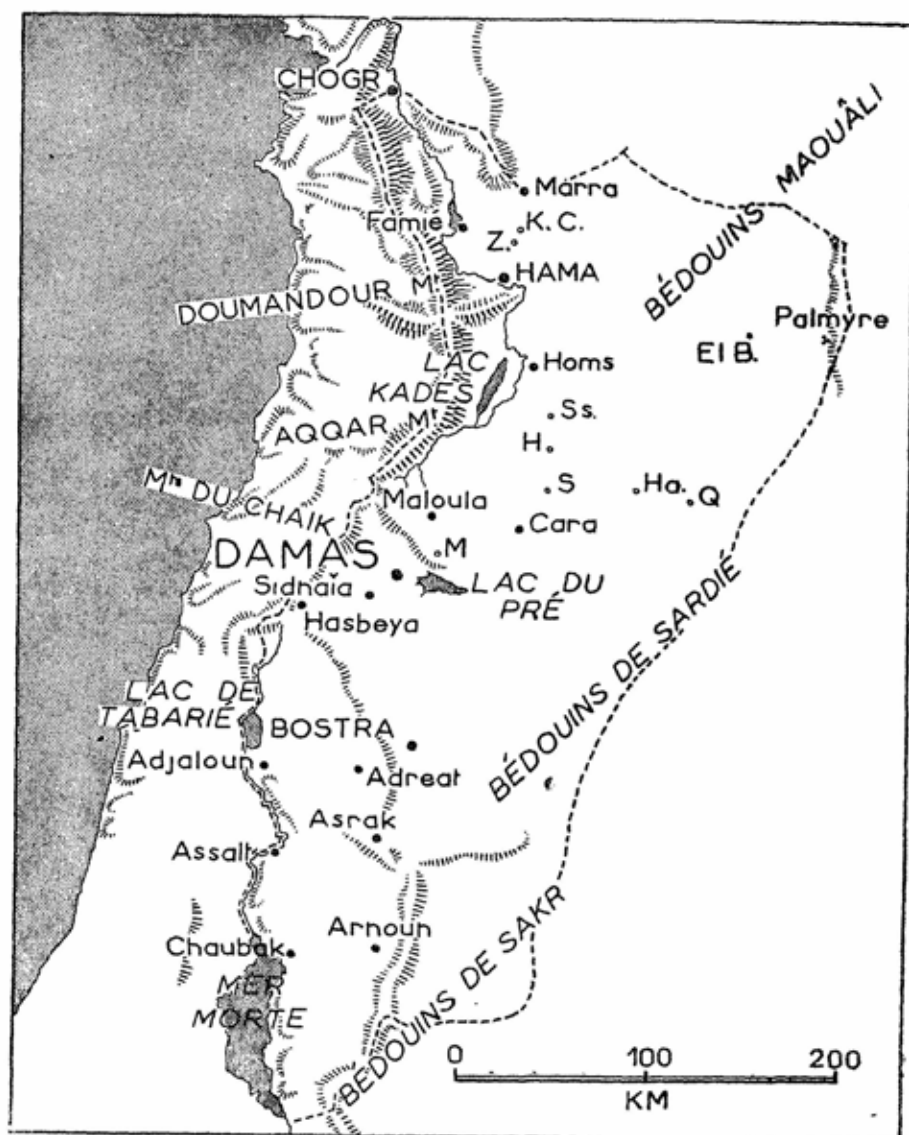 CHOGR
BÉDOUINS MAOUÂLI
Marra
Famie
K.C.
Z.
HAMA
DOUMANDOUR Mt
Palmyre
El B.
LAC
KADES
Homs
Ss.
AQQAR Mt
H
Mts DU CHAIK
S
Ha.
Q
Maloula
Cara
DAMAS
M
Sidnaïa
LAC DU
PRÉ
Hasbeya
BÉDOUINS DE SARDIÉ
LAC DE
TABARIÉ
BOSTRA
Adjaloun
Adreat
Asrak
Assalt
Chaubak
Arnoun
BÉDOUINS DE SAKR
MER
MORTE
0 100 200
KM